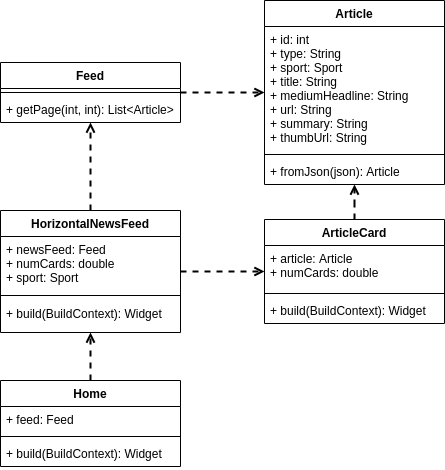 Article
+ id: int
+ type: String
+ sport: Sport
+ title: String
+ mediumHeadline: String
+ url: String
+ summary: String
+ thumbUrl: String
+ fromJson(json): Article
Feed
+ getPage(int, int): List<Article>
HorizontalNewsFeed
+ newsFeed: Feed
+ numCards: double
+ sport: Sport
+ build(BuildContext): Widget
ArticleCard
+ article: Article
+ numCards: double
+ build(BuildContext): Widget
Home
+ feed: Feed
+ build(BuildContext): Widget